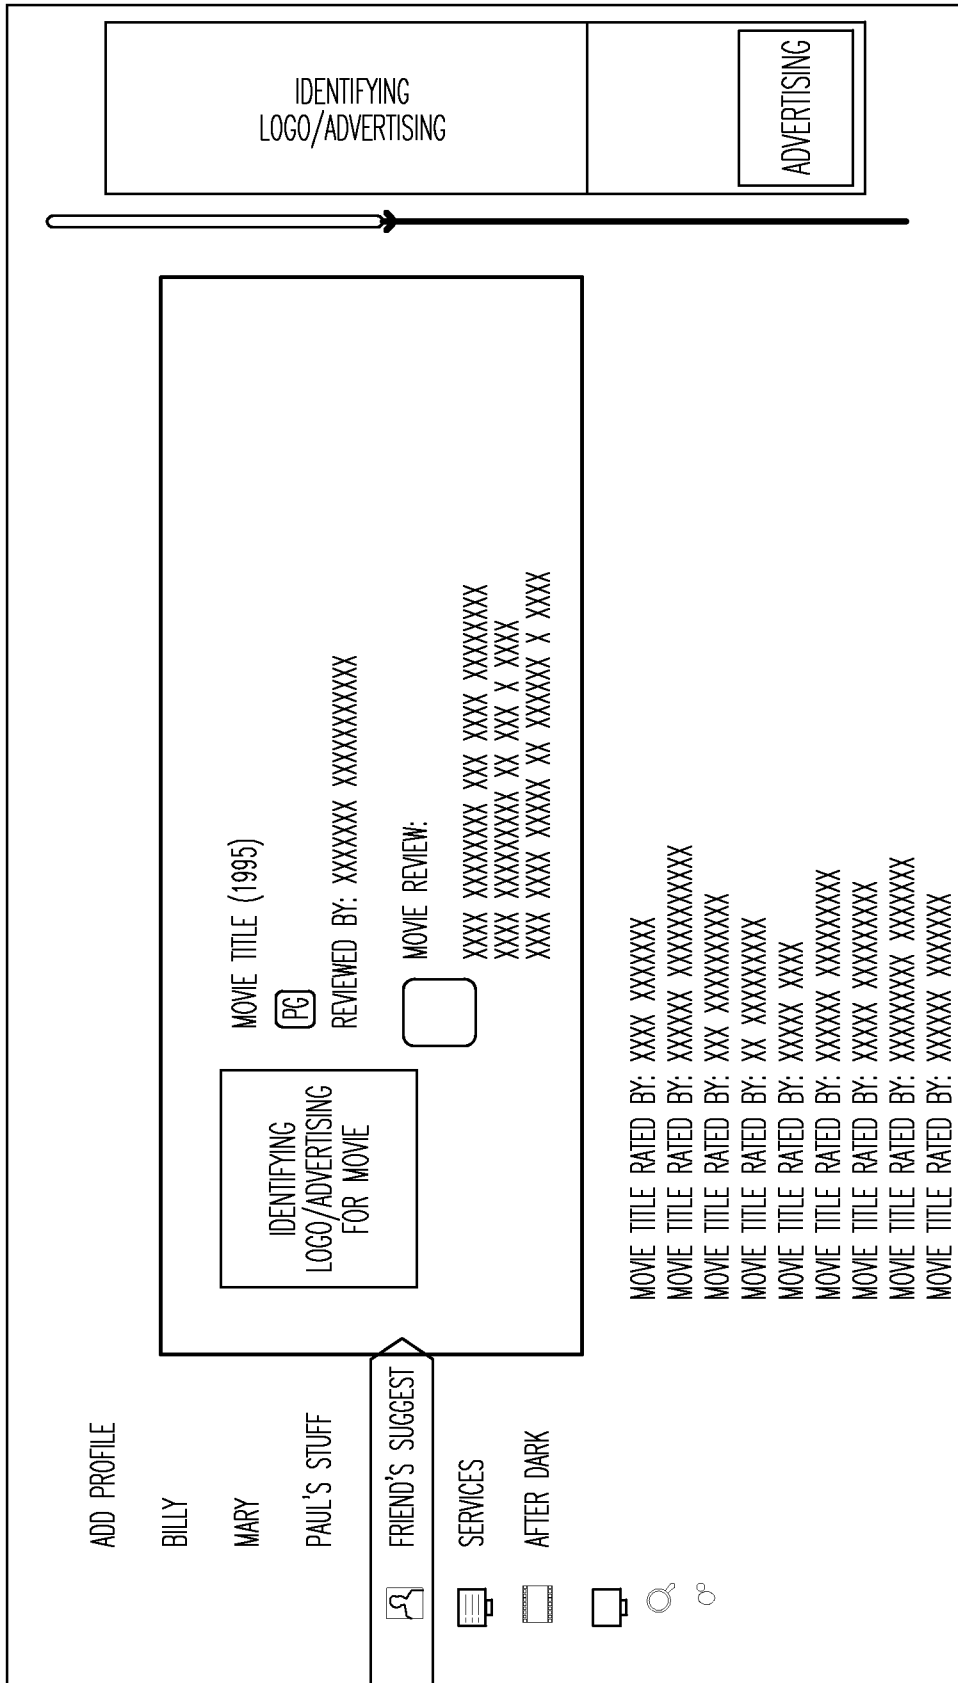 IDENTIFYING
LOGO/ADVERTISING
ADVERTISING
ADD PROFILE
BILLY
MARY
PAUL'S STUFF
FRIEND'S SUGGEST
SERVICES
AFTER DARK
IDENTIFYING
LOGO/ADVERTISING
FOR MOVIE
MOVIE TITLE (1995)
PG
REVIEWED BY: XXXXXXX XXXXXXXXXXX
MOVIE REVIEW:
XXXX XXXXXXXX XXX XXXX XXXXXXXX
XXXX XXXXXXXXX XX XXX X XXXX
XXXX XXXX XXXXX XX XXXXXX X XXXX
MOVIE TITLE RATED BY: XXXX XXXXXXX
MOVIE TITLE RATED BY: XXXXXX XXXXXXXXXXX
MOVIE TITLE RATED BY: XXX XXXXXXXXXX
MOVIE TITLE RATED BY: XX XXXXXXXXX
MOVIE TITLE RATED BY: XXXXX XXXX
MOVIE TITLE RATED BY: XXXXX XXXXXXXXXX
MOVIE TITLE RATED BY: XXXXX XXXXXXXXX
MOVIE TITLE RATED BY: XXXXXXXXX XXXXXXX
MOVIE TITLE RATED BY: XXXXXX XXXXXXX